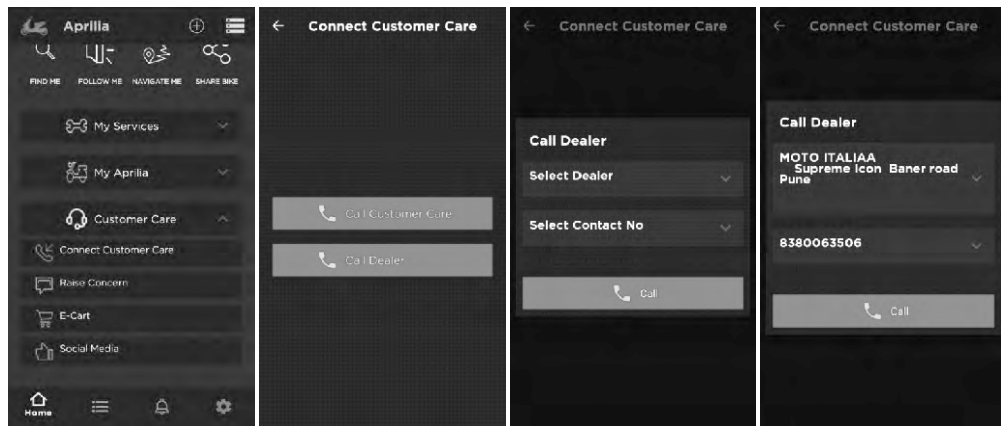 Aprilia
FIND ME
FOLLOW ME
NAVIGATE ME
SHARE BIKE
My Services
My Aprilia
Customer Care
Connect Customer Care
Raise Concern
E-Cart
Social Media
Home
Connect Customer Care
Call Customer Care
Call Dealer
Connect Customer Care
Call Dealer
Select Dealer
Select Contact No
Call
Connect Customer Care
Call Dealer
MOTO ITALIAA
Supreme Icon Baner road
Pune
8380063506
Call